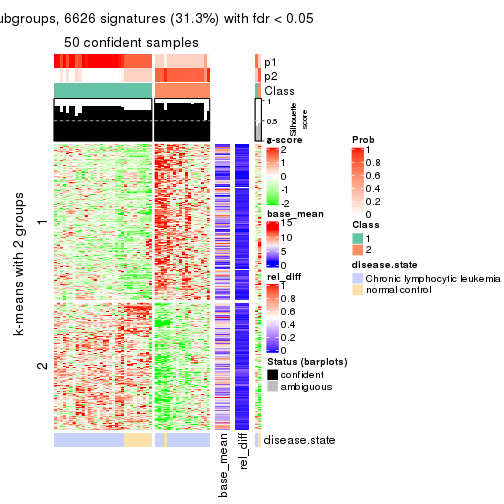 ubgroups, 6626 signatures (31.3%) with fdr < 0.05
50 confident samples
p1
p2
Class
1
0.5
Silhouette
score
z-score
2
1
0
-1
-2
base_mean
15
10
5
0
rel_diff
1
0.8
0.6
0.4
0.2
0
Status (barplots)
confident
ambiguous
Prob
1
0.8
0.6
0.4
0.2
0
Class
1
2
disease.state
Chronic lymphocytic leukemia
normal control
k-means with 2 groups
1
2
disease.state
base_mean
rel_diff